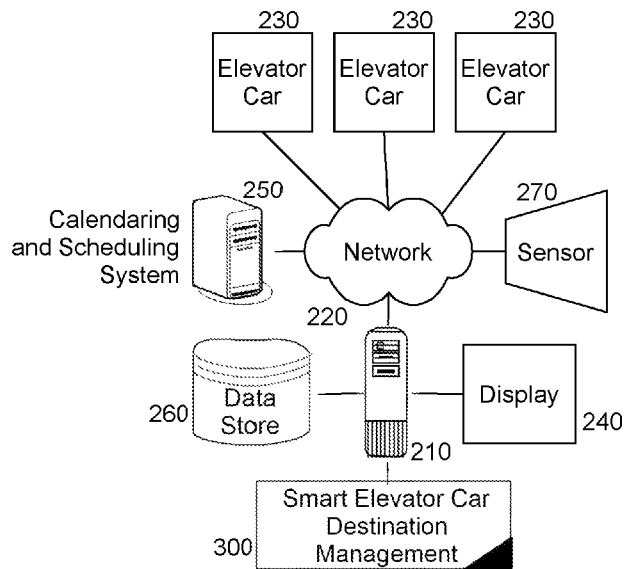 230 230 230
Elevator Car
Elevator Car
Elevator Car
250
270
Calendaring
and Scheduling
System
Network
Sensor
220
Data
Store
Display
260
240
210
Smart Elevator Car
Destination
Management
300